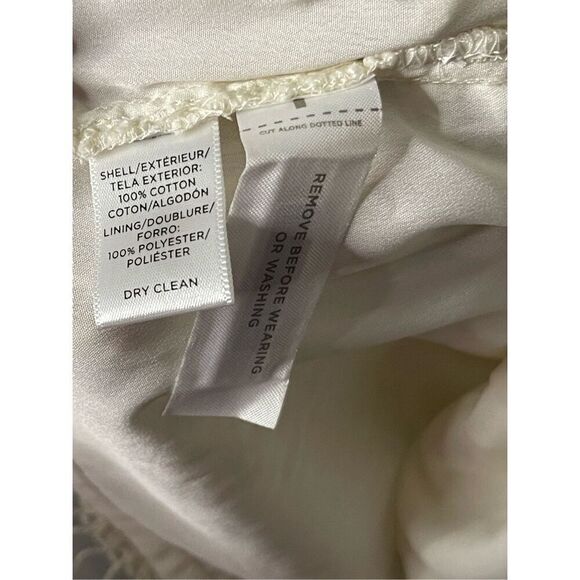 SHELL/EXTÉRIEUR/
TELA EXTERIOR:
100% COTTON
COTON/ALGODÓN
LINING/DOUBLURE/
FORRO:
100% POLYESTER/
POLIÉSTER
DRY CLEAN
CUT ALONG DOTTED LINE
REMOVE BEFORE WEARING
OR WASHING